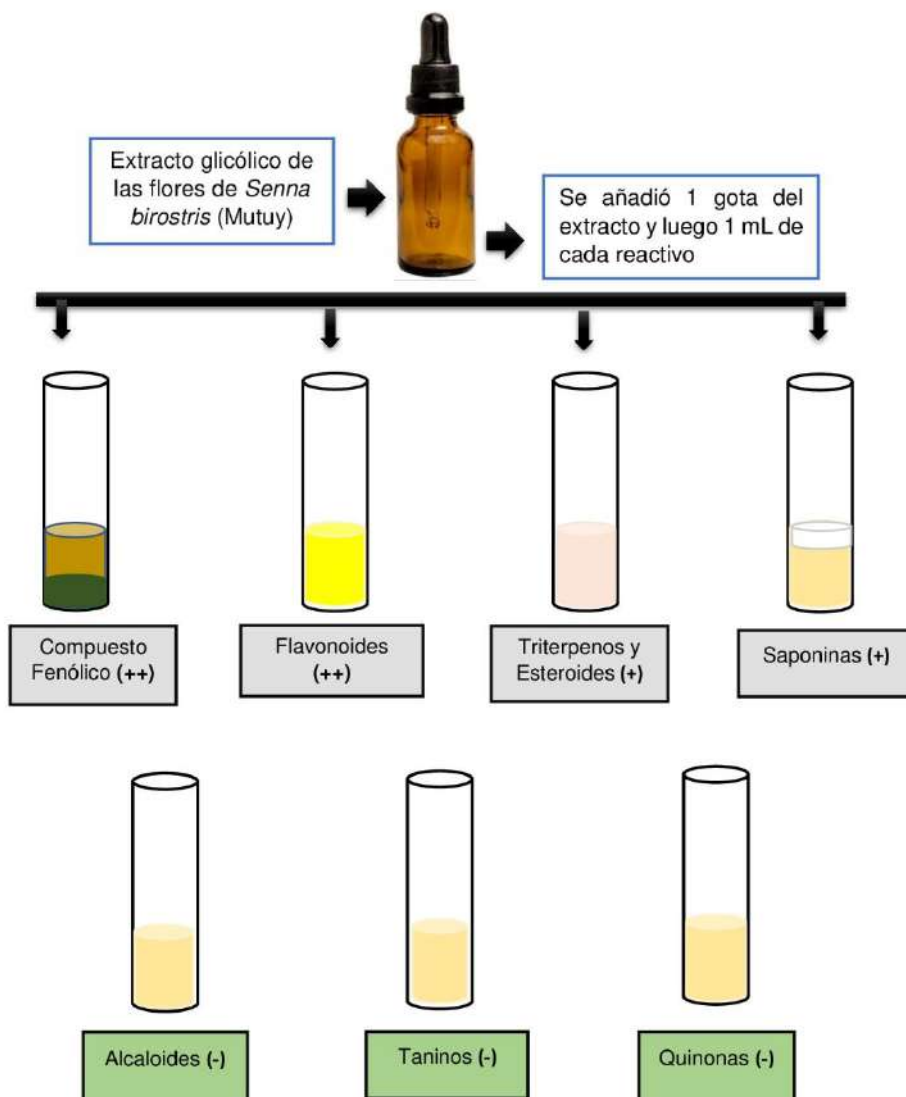 Extracto glicólico de
las flores de Senna
birostris (Mutuy)
Se añadió 1 gota del
extracto y luego 1 mL de
cada reactivo
Compuesto
Fenólico (++)
Flavonoides
(++)
Triterpenos y
Esteroides (+)
Saponinas (+)
Alcaloides (-)
Taninos (-)
Quinonas (-)